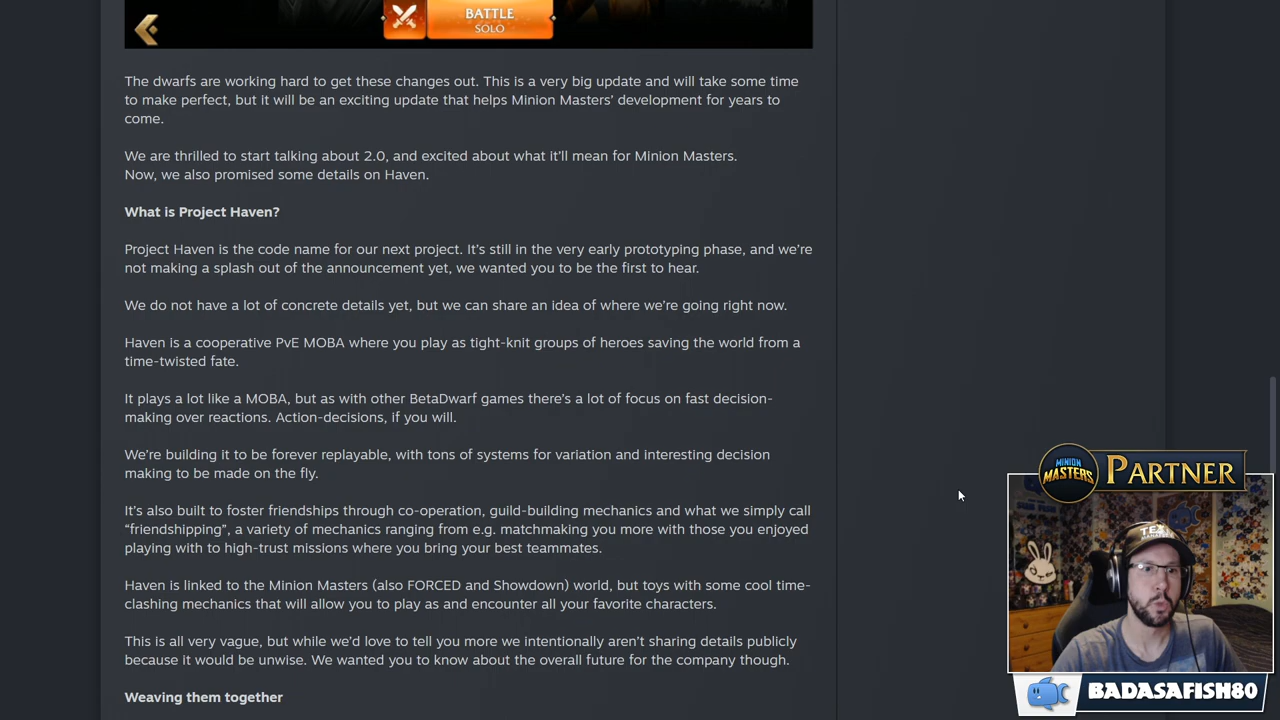 BATTLE
SOLO
The dwarfs are working hard to get these changes out. This is a very big update and will take some time
to make perfect, but it will be an exciting update that helps Minion Masters’ development for years to
come.
We are thrilled to start talking about 2.0, and excited about what it’ll mean for Minion Masters.
Now, we also promised some details on Haven.
What is Project Haven?
Project Haven is the code name for our next project. It’s still in the very early prototyping phase, and we’re
not making a splash out of the announcement yet, we wanted you to be the first to hear.
We do not have a lot of concrete details yet, but we can share an idea of where we’re going right now.
Haven is a cooperative PvE MOBA where you play as tight-knit groups of heroes saving the world from a
time-twisted fate.
It plays a lot like a MOBA, but as with other BetaDwarf games there’s a lot of focus on fast decision-
making over reactions. Action-decisions, if you will.
We’re building it to be forever replayable, with tons of systems for variation and interesting decision
making to be made on the fly.
It’s also built to foster friendships through co-operation, guild-building mechanics and what we simply call
“friendshipping”, a variety of mechanics ranging from e.g. matchmaking you more with those you enjoyed
playing with to high-trust missions where you bring your best teammates.
Haven is linked to the Minion Masters (also FORCED and Showdown) world, but toys with some cool time-
clashing mechanics that will allow you to play as and encounter all your favorite characters.
This is all very vague, but while we’d love to tell you more we intentionally aren’t sharing details publicly
because it would be unwise. We wanted you to know about the overall future for the company though.
Weaving them together
MINION
MASTERS
PARTNER
BADASAFISH80